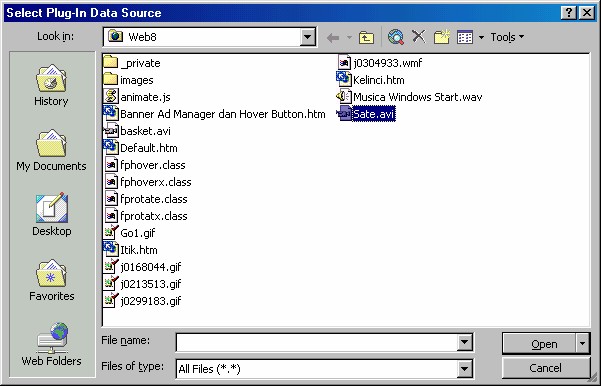 Select Plug-In Data Source
Look in: Web8 Tools
History
My Documents
Desktop
Favorites
Web Folders
_private
images
animate.js
Banner Ad Manager dan Hover Button.htm
basket.avi
Default.htm
fphover.class
fphoverx.class
fprotate.class
fprotatx.class
Go1.gif
Itik.htm
j0168044.gif
j0213513.gif
j0299183.gif
j0304933.wmf
Kelinci.htm
Musica Windows Start.wav
Sate.avi
File name: Open
Files of type: All Files (*.*) Cancel